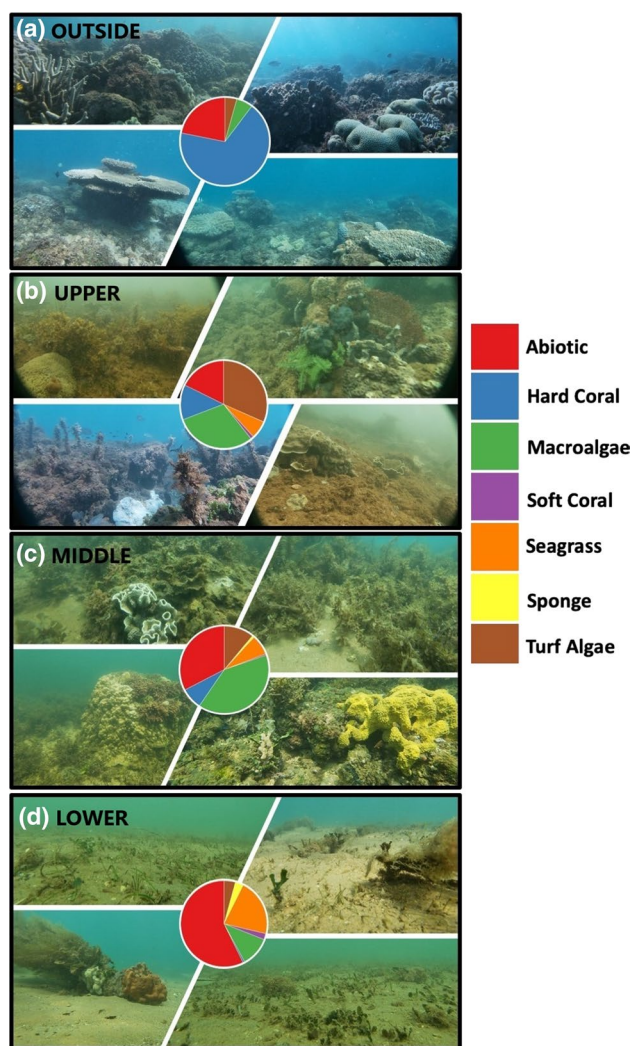 (a) OUTSIDE
(b) UPPER
(c) MIDDLE
(d) LOWER
Abiotic
Hard Coral
Macroalgae
Soft Coral
Seagrass
Sponge
Turf Algae